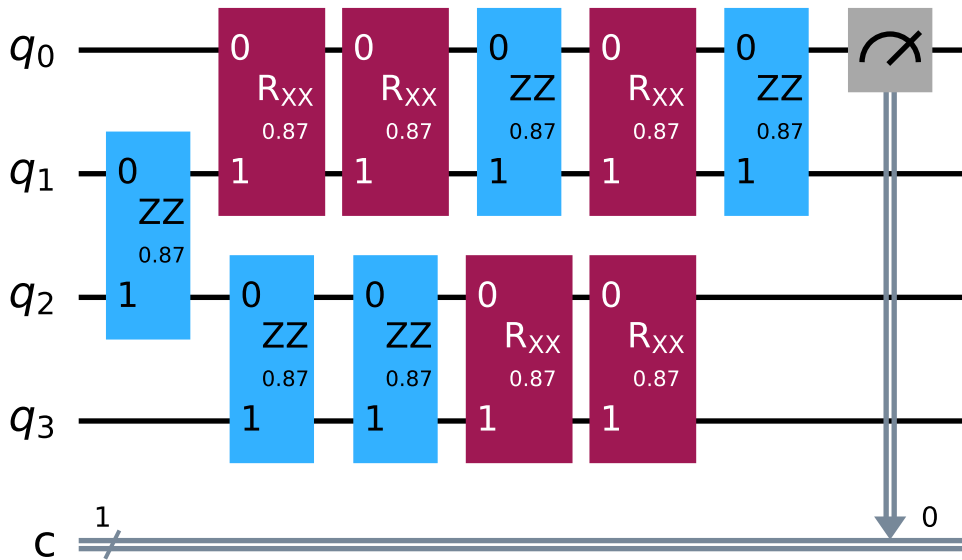 q0 0 0 0 0 0
RXX RXX ZZ RXX ZZ
0.87 0.87 0.87 0.87 0.87
q1 0 1 1 1 1 1
ZZ
0.87
q2 1 0 0 0 0
ZZ ZZ RXX RXX
0.87 0.87 0.87 0.87
q3 1 1 1 1
1 0
c